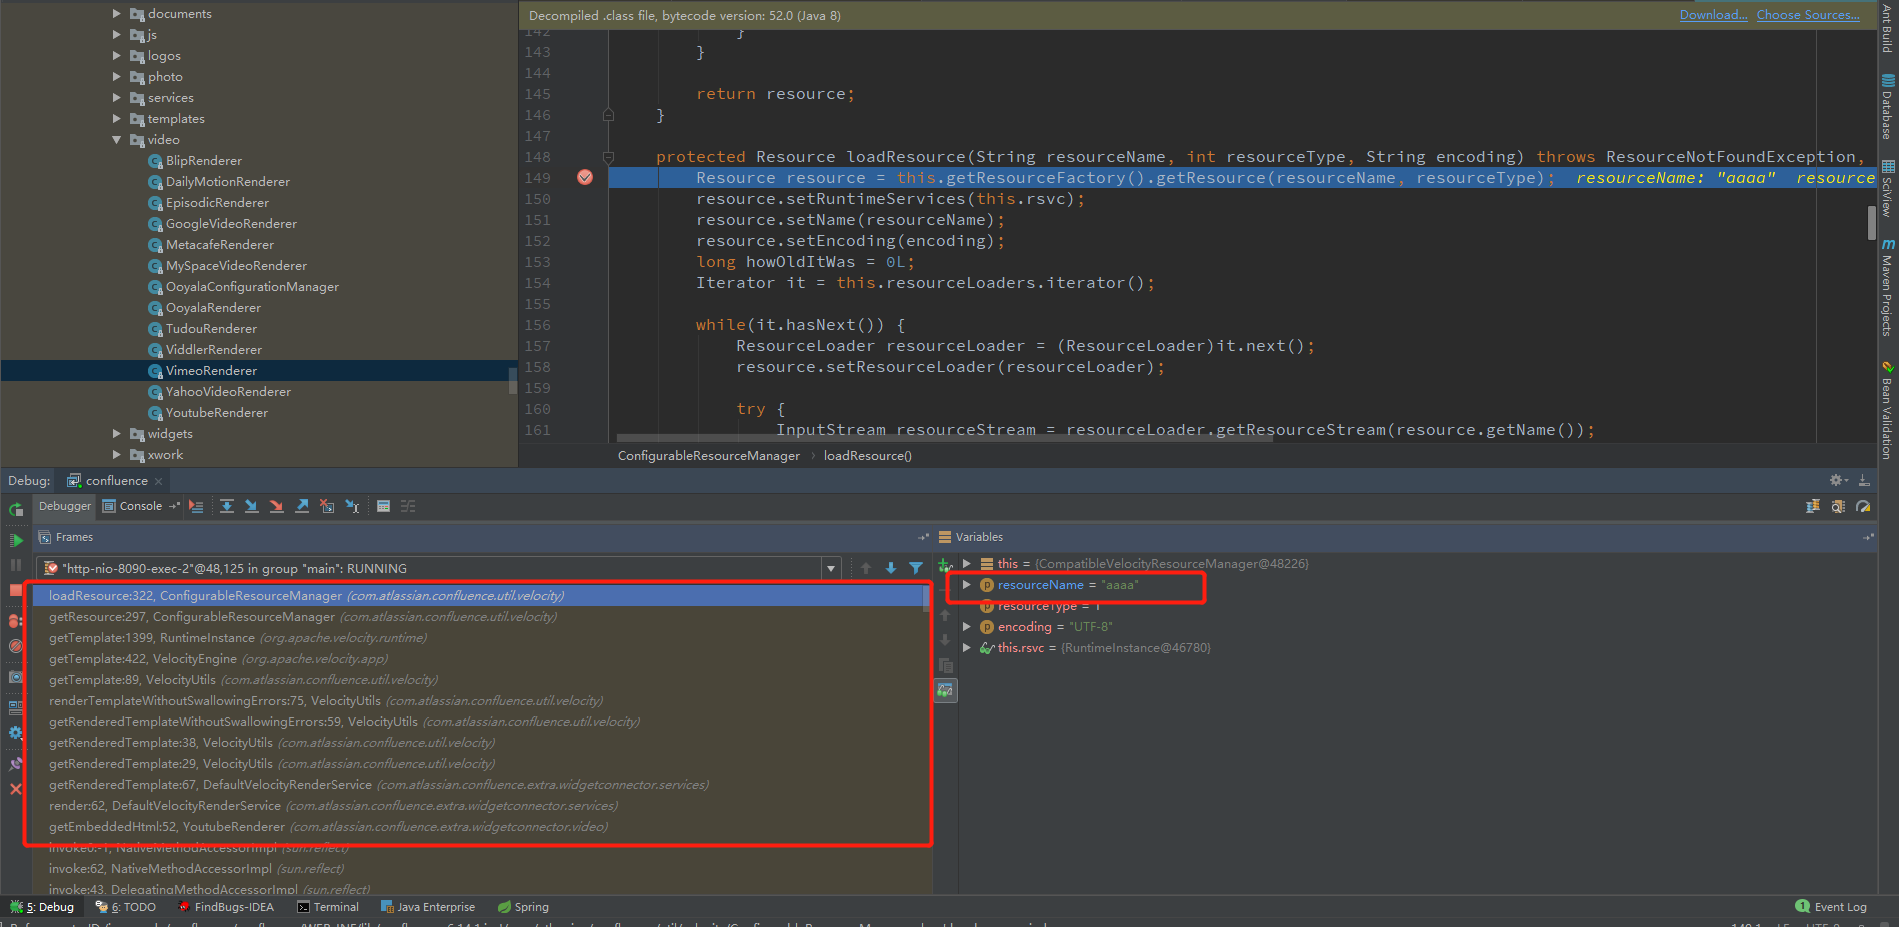 documents
js
logos
photo
services
templates
video
BlipRenderer
DailyMotionRenderer
EpisodicRenderer
GoogleVideoRenderer
MetacafeRenderer
MySpaceVideoRenderer
OoyalaConfigurationManager
OoyalaRenderer
TudouRenderer
ViddlerRenderer
VimeoRenderer
YahooVideoRenderer
YoutubeRenderer
widgets
xwork
Decompiled .class file, bytecode version: 52.0 (Java 8) Download... Choose Sources...
142 }
143 }
144
145 return resource;
146 }
147
148 protected Resource loadResource(String resourceName, int resourceType, String encoding) throws ResourceNotFoundException,
149 Resource resource = this.getResourceFactory().getResource(resourceName, resourceType); resourceName: "aaaa" resource
150 resource.setRuntimeServices(this.rsvc);
151 resource.setName(resourceName);
152 resource.setEncoding(encoding);
153 long howOldItWas = 0L;
154 Iterator it = this.resourceLoaders.iterator();
155
156 while(it.hasNext()) {
157 ResourceLoader resourceLoader = (ResourceLoader)it.next();
158 resource.setResourceLoader(resourceLoader);
159
160 try {
161 InputStream resourceStream = resourceLoader.getResourceStream(resource.getName());
ConfigurableResourceManager › loadResource()
Ant Build
Database
SciView
Maven Projects
Bean Validation
Debug: confluence
Debugger Console
Frames
"http-nio-8090-exec-2"@48,125 in group "main": RUNNING
loadResource:322, ConfigurableResourceManager (com.atlassian.confluence.util.velocity)
getResource:297, ConfigurableResourceManager (com.atlassian.confluence.util.velocity)
getTemplate:1399, RuntimeInstance (org.apache.velocity.runtime)
getTemplate:422, VelocityEngine (org.apache.velocity.app)
getTemplate:89, VelocityUtils (com.atlassian.confluence.util.velocity)
renderTemplateWithoutSwallowingErrors:75, VelocityUtils (com.atlassian.confluence.util.velocity)
getRenderedTemplateWithoutSwallowingErrors:59, VelocityUtils (com.atlassian.confluence.util.velocity)
getRenderedTemplate:38, VelocityUtils (com.atlassian.confluence.util.velocity)
getRenderedTemplate:29, VelocityUtils (com.atlassian.confluence.util.velocity)
getRenderedTemplate:67, DefaultVelocityRenderService (com.atlassian.confluence.extra.widgetconnector.services)
render:62, DefaultVelocityRenderService (com.atlassian.confluence.extra.widgetconnector.services)
getEmbeddedHtml:52, YoutubeRenderer (com.atlassian.confluence.extra.widgetconnector.video)
invoke0:-1, NativeMethodAccessorImpl (sun.reflect)
invoke:62, NativeMethodAccessorImpl (sun.reflect)
invoke:43, DelegatingMethodAccessorImpl (sun.reflect)
Variables
this = {CompatibleVelocityResourceManager@48226}
resourceName = "aaaa"
resourceType = 1
encoding = "UTF-8"
this.rsvc = {RuntimeInstance@46780}
5: Debug 6: TODO FindBugs-IDEA Terminal Java Enterprise Spring 1 Event Log